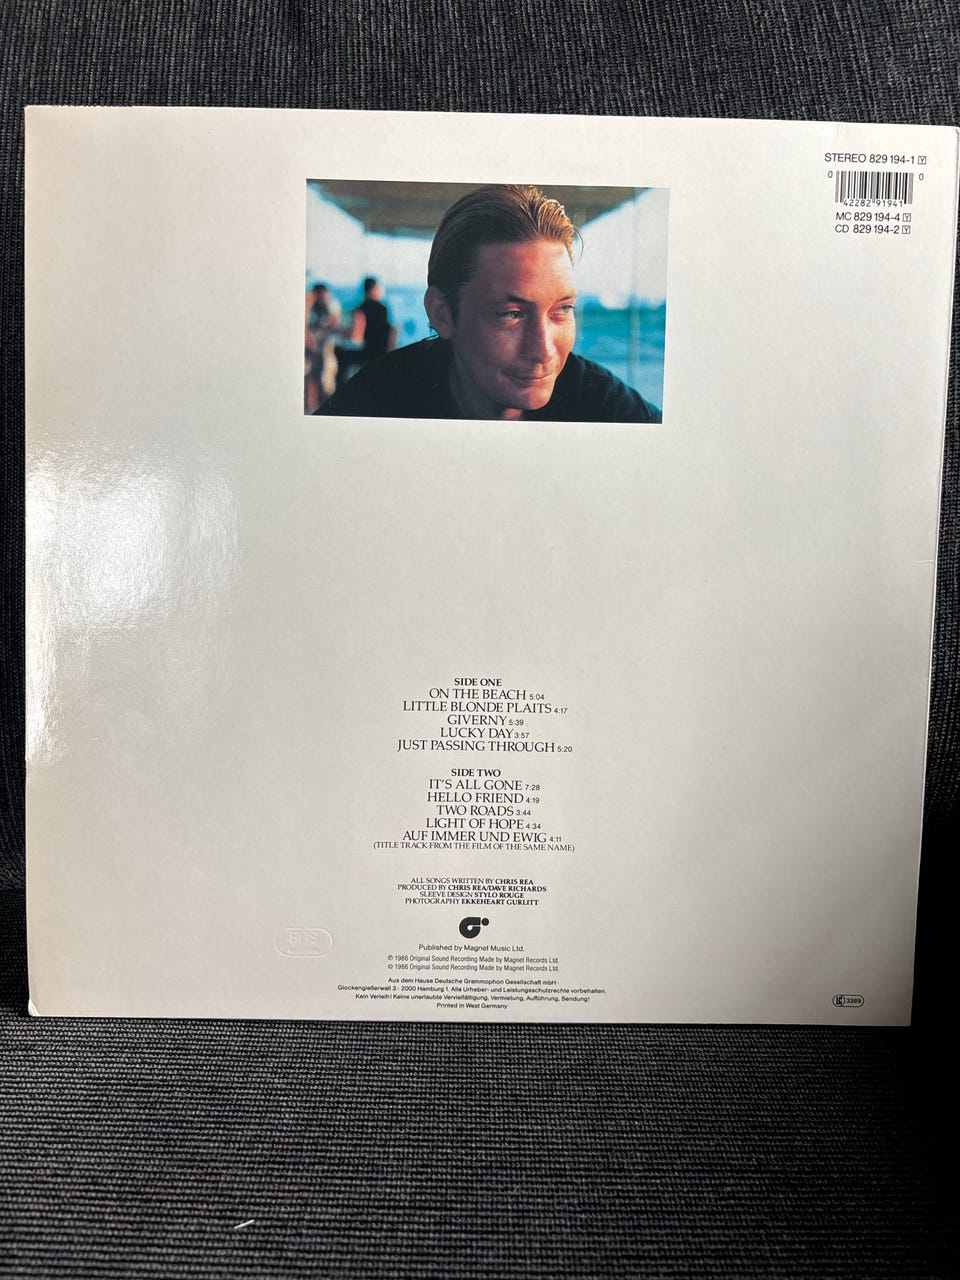 STEREO 829 194-1 Y
0 42282 91941 0
MC 829 194-4 Y
CD 829 194-2 Y
SIDE ONE
ON THE BEACH 5:04
LITTLE BLONDE PLAITS 4:17
GIVERNY 5:39
LUCKY DAY 3:57
JUST PASSING THROUGH 5:20
SIDE TWO
IT'S ALL GONE 7:28
HELLO FRIEND 4:19
TWO ROADS 3:44
LIGHT OF HOPE 4:34
AUF IMMER UND EWIG 4:11
(TITLE TRACK FROM THE FILM OF THE SAME NAME)
ALL SONGS WRITTEN BY CHRIS REA
PRODUCED BY CHRIS REA/DAVE RICHARDS
SLEEVE DESIGN STYLO ROUGE
PHOTOGRAPHY EKKEHEART GURLITT
Published by Magnet Music Ltd.
℗ 1986 Original Sound Recording Made by Magnet Records Ltd.
© 1986 Original Sound Recording Made by Magnet Records Ltd.
Aus dem Hause Deutsche Grammophon Gesellschaft mbH ·
Glockengießerwall 3 · 2000 Hamburg 1. Alle Urheber- und Leistungsschutzrechte vorbehalten.
Kein Verleih! Keine unerlaubte Vervielfältigung, Vermietung, Aufführung, Sendung!
Printed in West Germany
LC 3389